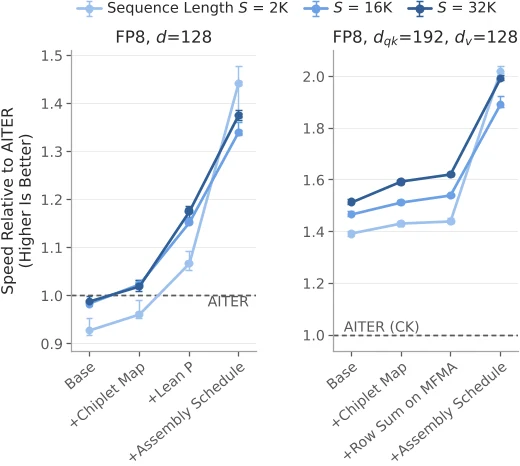 Sequence Length S = 2K S = 16K S = 32K
FP8, d=128
FP8, dqk=192, dv=128
Speed Relative to AITER
(Higher Is Better)
1.5
1.4
1.3
1.2
1.1
1.0
0.9
AITER
Base
+Chiplet Map
+Lean P
+Assembly Schedule
2.0
1.8
1.6
1.4
1.2
1.0
AITER (CK)
Base
+Chiplet Map
+Row Sum on MFMA
+Assembly Schedule